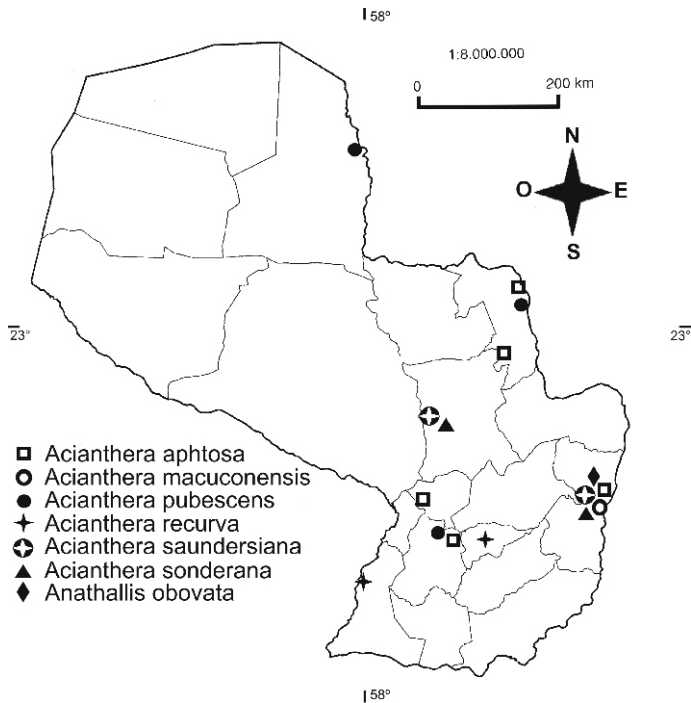 58°
1:8.000.000
0 200 km
N
O E
S
23° 23°
Acianthera aphtosa
Acianthera macuconensis
Acianthera pubescens
Acianthera recurva
Acianthera saundersiana
Acianthera sonderana
Anathallis obovata
58°